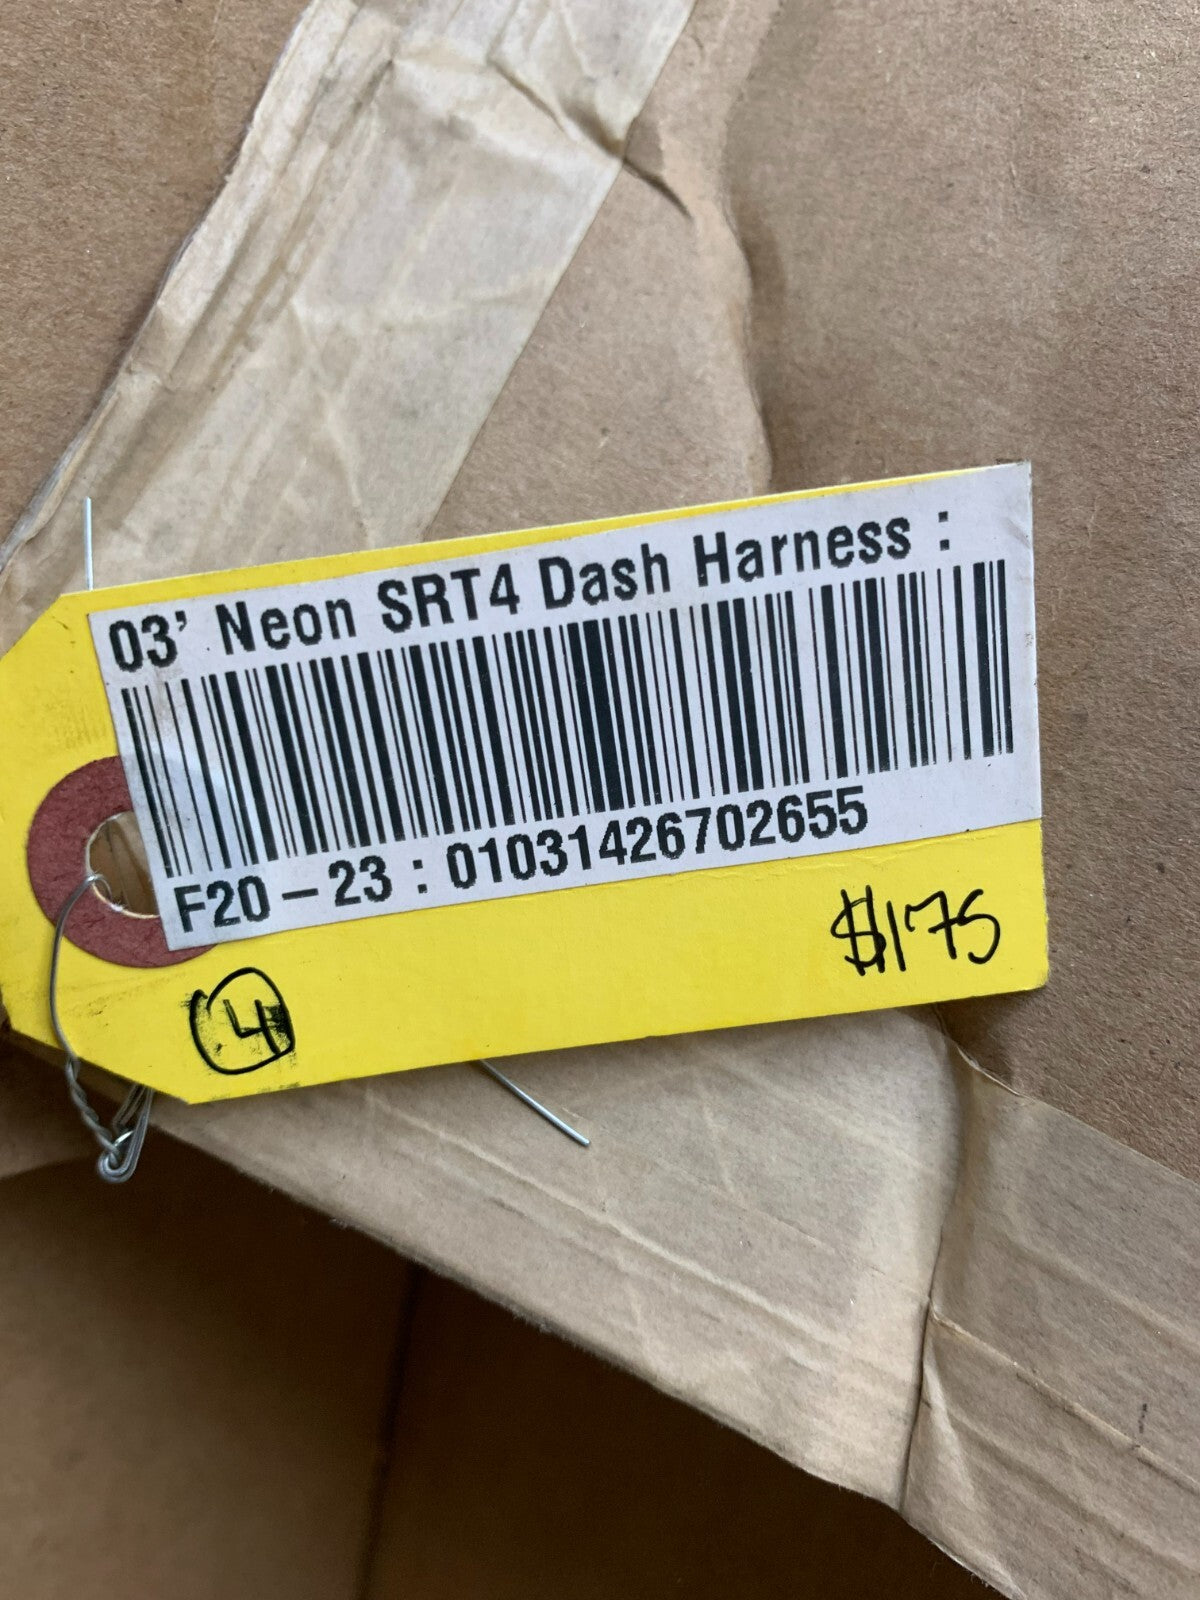 03' Neon SRT4 Dash Harness :
F20-23 : 01031426702655
$175
4